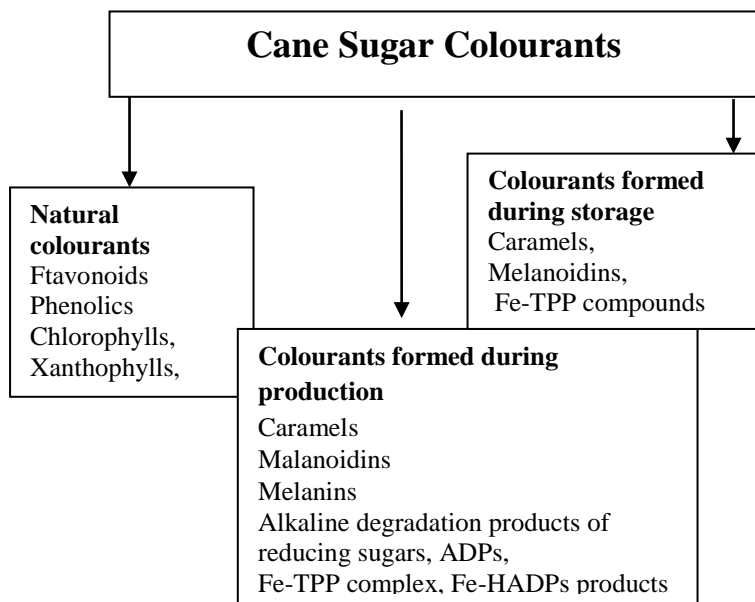 Cane Sugar Colourants
Natural
colourants
Ftavonoids
Phenolics
Chlorophylls,
Xanthophylls,
Colourants formed during
production
Caramels
Malanoidins
Melanins
Alkaline degradation products of
reducing sugars, ADPs,
Fe-TPP complex, Fe-HADPs products
Colourants formed
during storage
Caramels,
Melanoidins,
Fe-TPP compounds